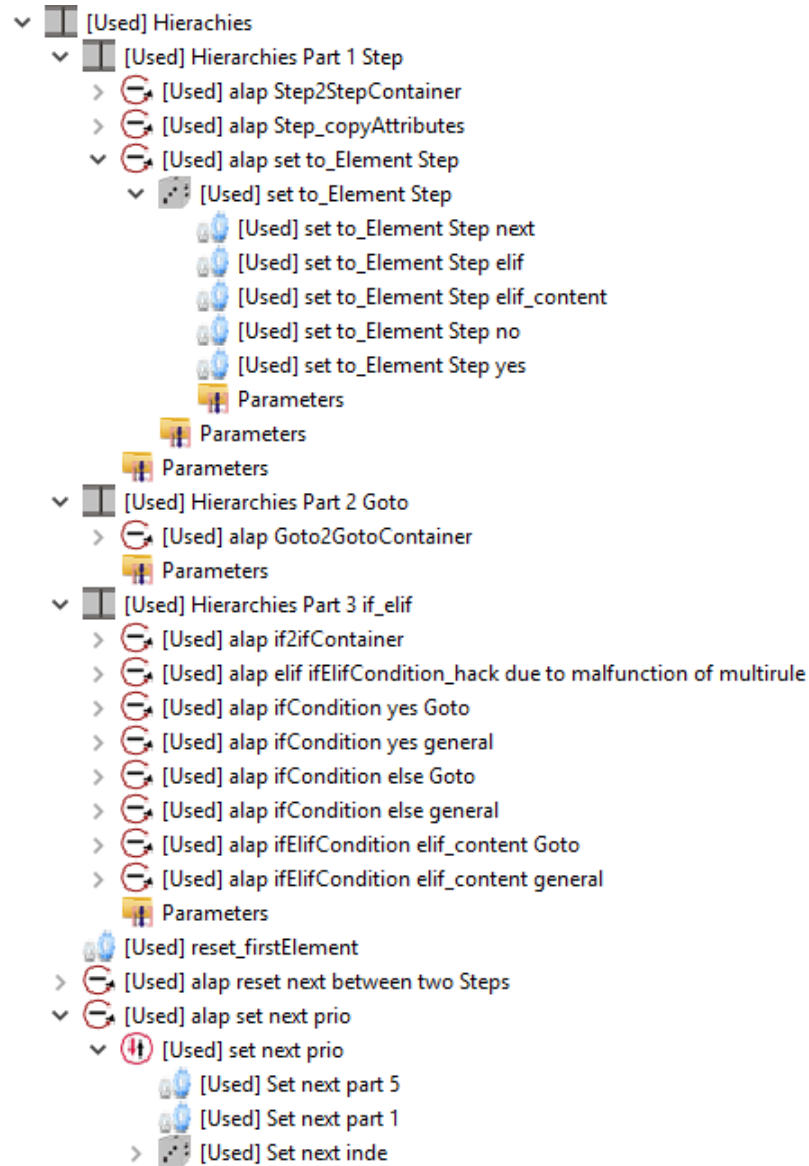 [Used] Hierachies
[Used] Hierarchies Part 1 Step
[Used] alap Step2StepContainer
[Used] alap Step_copyAttributes
[Used] alap set to_Element Step
[Used] set to_Element Step
[Used] set to_Element Step next
[Used] set to_Element Step elif
[Used] set to_Element Step elif_content
[Used] set to_Element Step no
[Used] set to_Element Step yes
Parameters
Parameters
Parameters
[Used] Hierarchies Part 2 Goto
[Used] alap Goto2GotoContainer
Parameters
[Used] Hierarchies Part 3 if_elif
[Used] alap if2ifContainer
[Used] alap elif ifElifCondition_hack due to malfunction of multirule
[Used] alap ifCondition yes Goto
[Used] alap ifCondition yes general
[Used] alap ifCondition else Goto
[Used] alap ifCondition else general
[Used] alap ifElifCondition elif_content Goto
[Used] alap ifElifCondition elif_content general
Parameters
[Used] reset_firstElement
[Used] alap reset next between two Steps
[Used] alap set next prio
[Used] set next prio
[Used] Set next part 5
[Used] Set next part 1
[Used] Set next inde